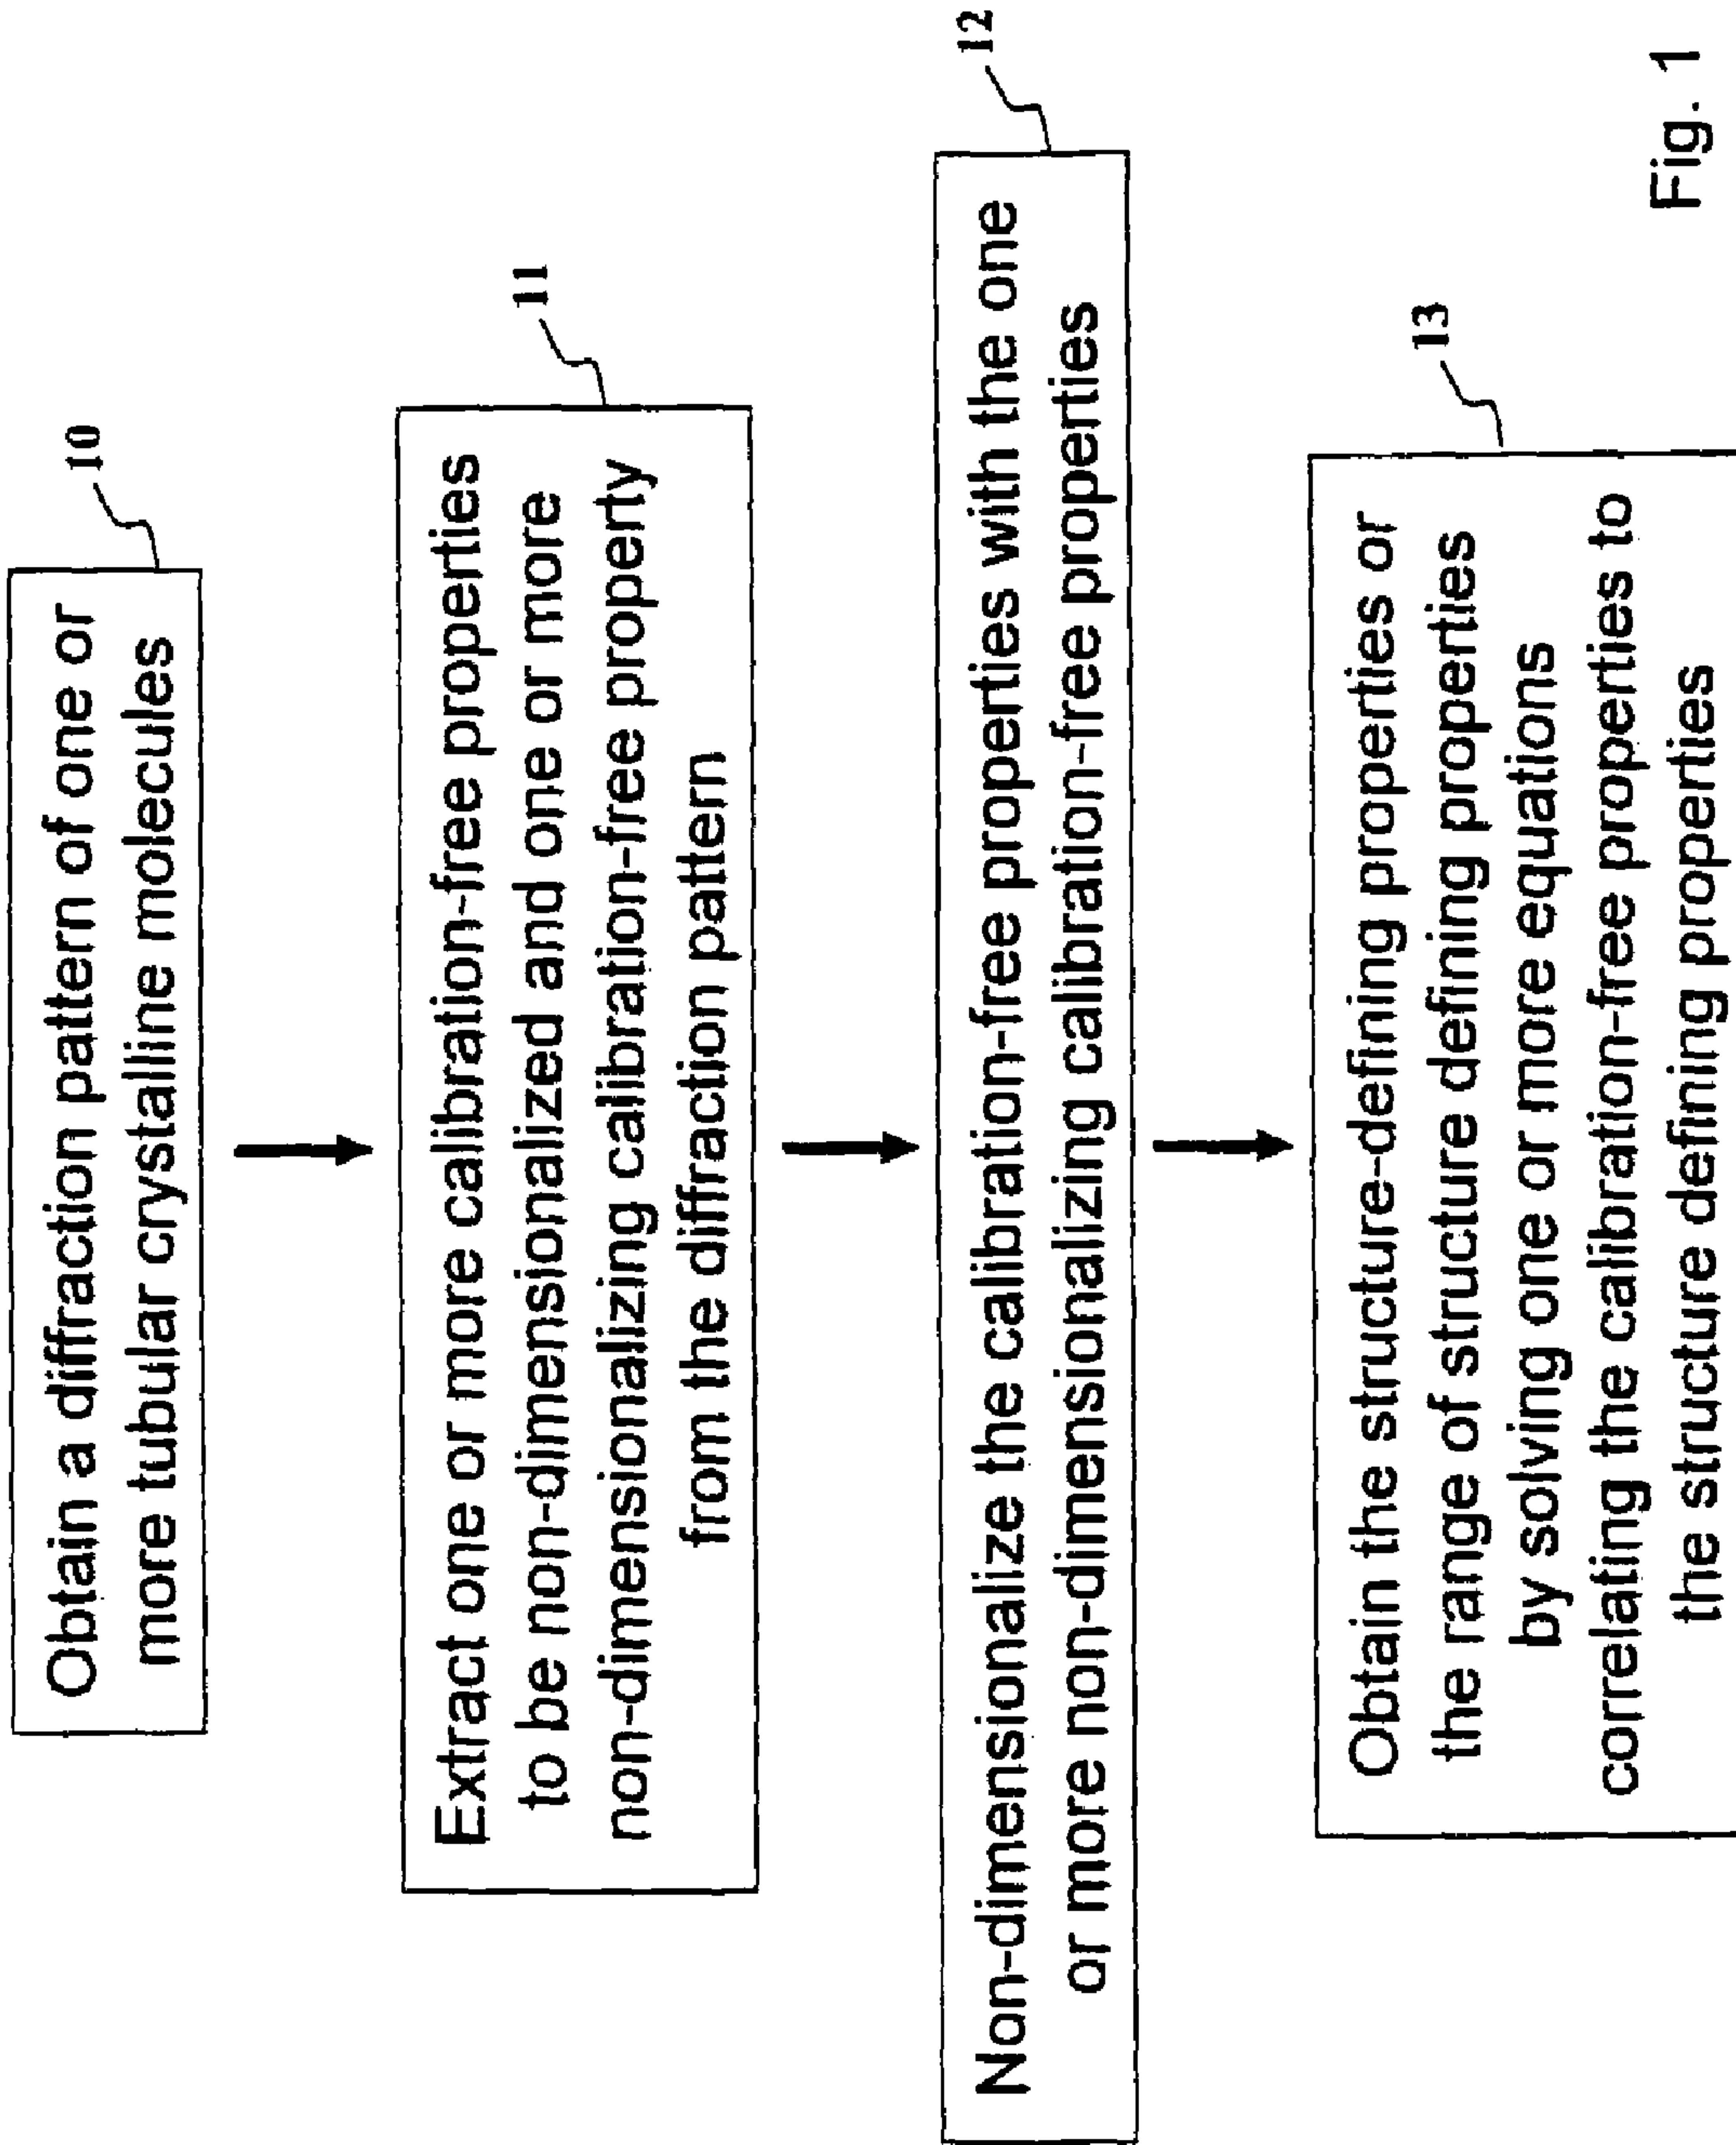 Obtain a diffraction pattern of one or
more tubular crystalline molecules
10
Extract one or more calibration-free properties
to be non-dimensionalized and one or more
non-dimensionalizing calibration-free property
from the diffraction pattern
11
Non-dimensionalize the calibration-free properties with the one
or more non-dimensionalizing calibration-free properties
12
Obtain the structure-defining properties or
the range of structure defining properties
by solving one or more equations
correlating the calibration-free properties to
the structure defining properties
13
Fig. 1